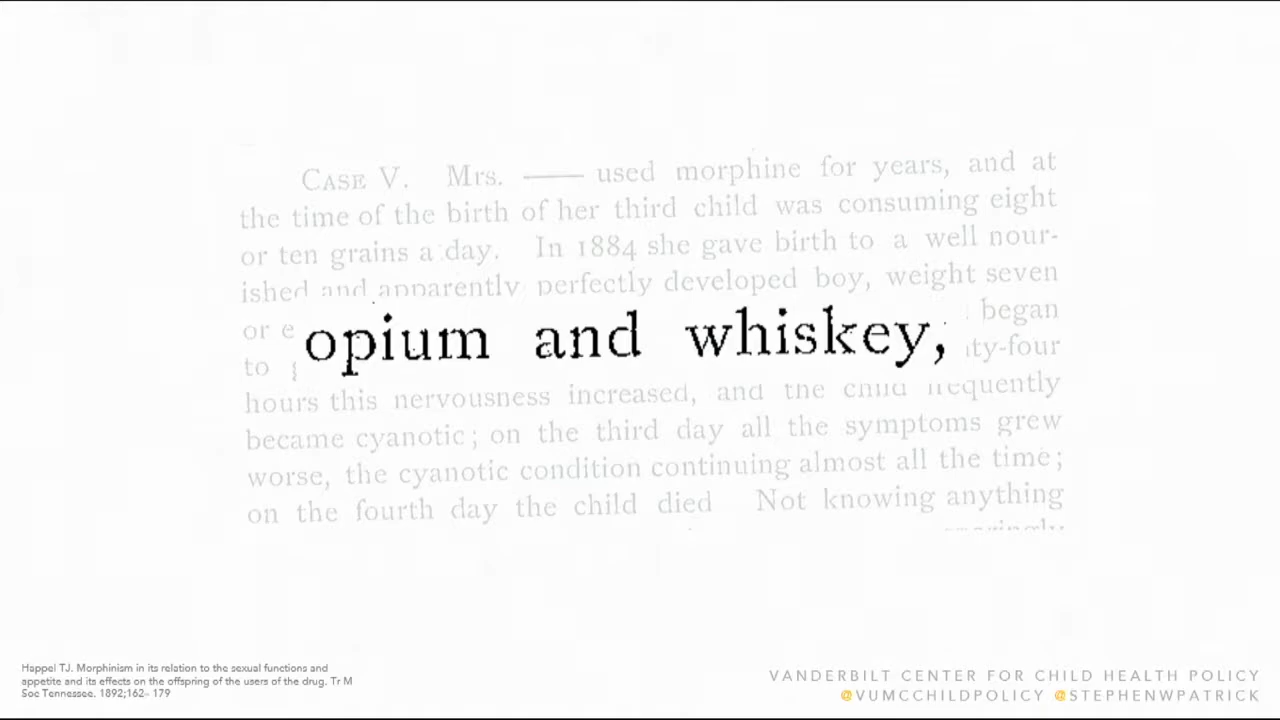 CASE V. Mrs. —— used morphine for years, and at
the time of the birth of her third child was consuming eight
or ten grains a day. In 1884 she gave birth to a well nour-
ished and apparently perfectly developed boy, weight seven
or began
opium and whiskey,
to ty-four
hours this nervousness increased, and the child frequently
became cyanotic; on the third day all the symptoms grew
worse, the cyanotic condition continuing almost all the time;
on the fourth day the child died Not knowing anything
Happel TJ. Morphinism in its relation to the sexual functions and
appetite and its effects on the offspring of the users of the drug. Tr M
Soc Tennessee. 1892;162- 179
VANDERBILT CENTER FOR CHILD HEALTH POLICY
@VUMCCHILDPOLICY @STEPHENWPATRICK